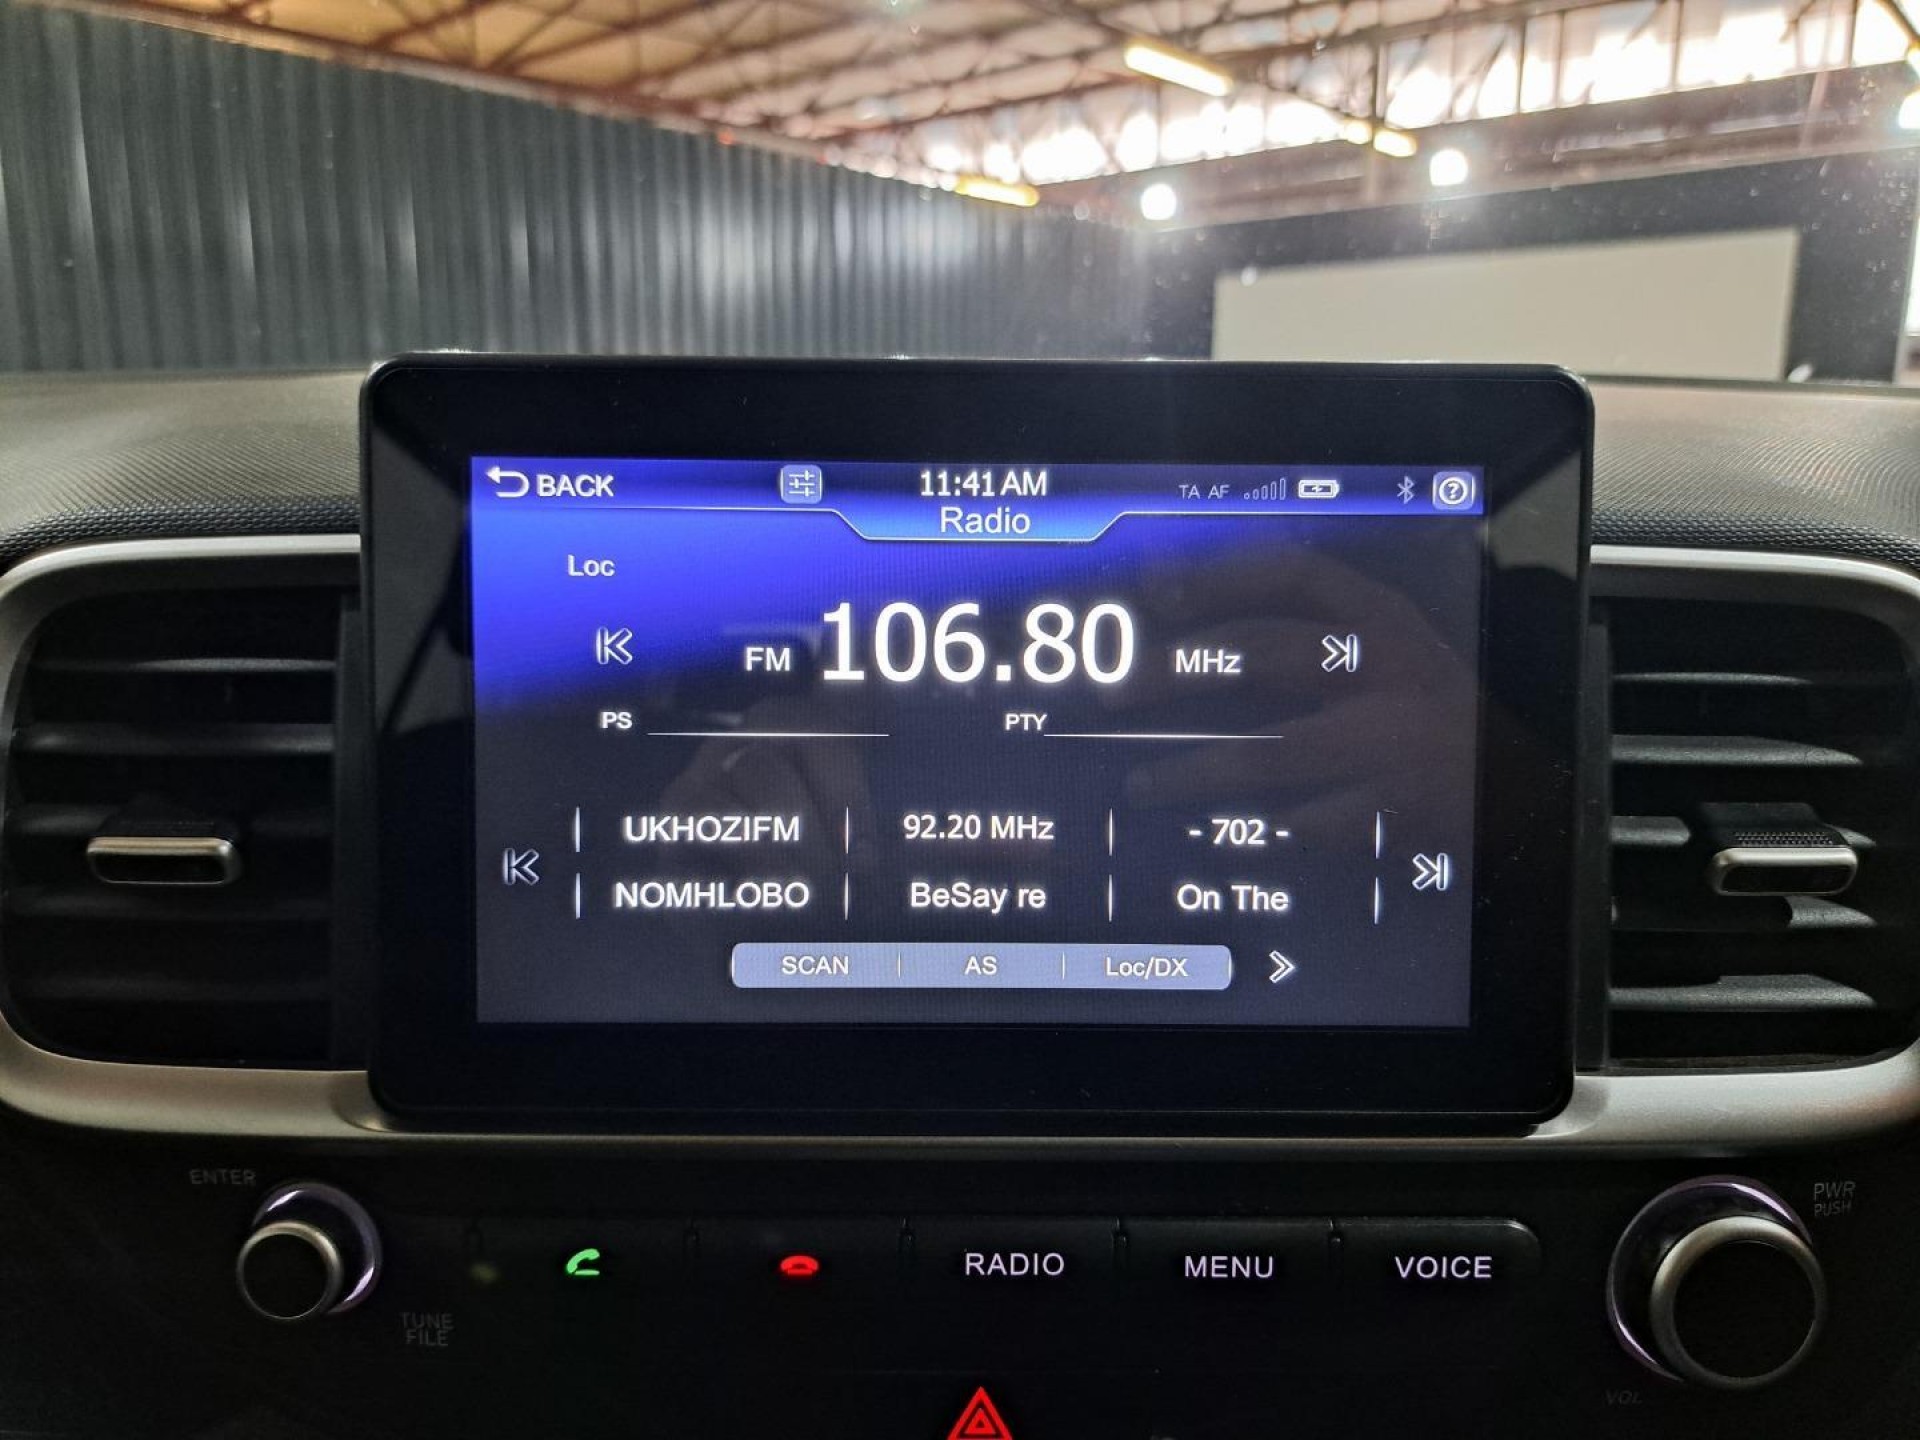 BACK
11:41 AM
TA AF
Radio
Loc
FM 106.80 MHz
PS
PTY
UKHOZIFM
92.20 MHz
- 702 -
NOMHLOBO
BeSay re
On The
SCAN
AS
Loc/DX
ENTER
PWR
PUSH
RADIO
MENU
VOICE
TUNE
FILE
VOL